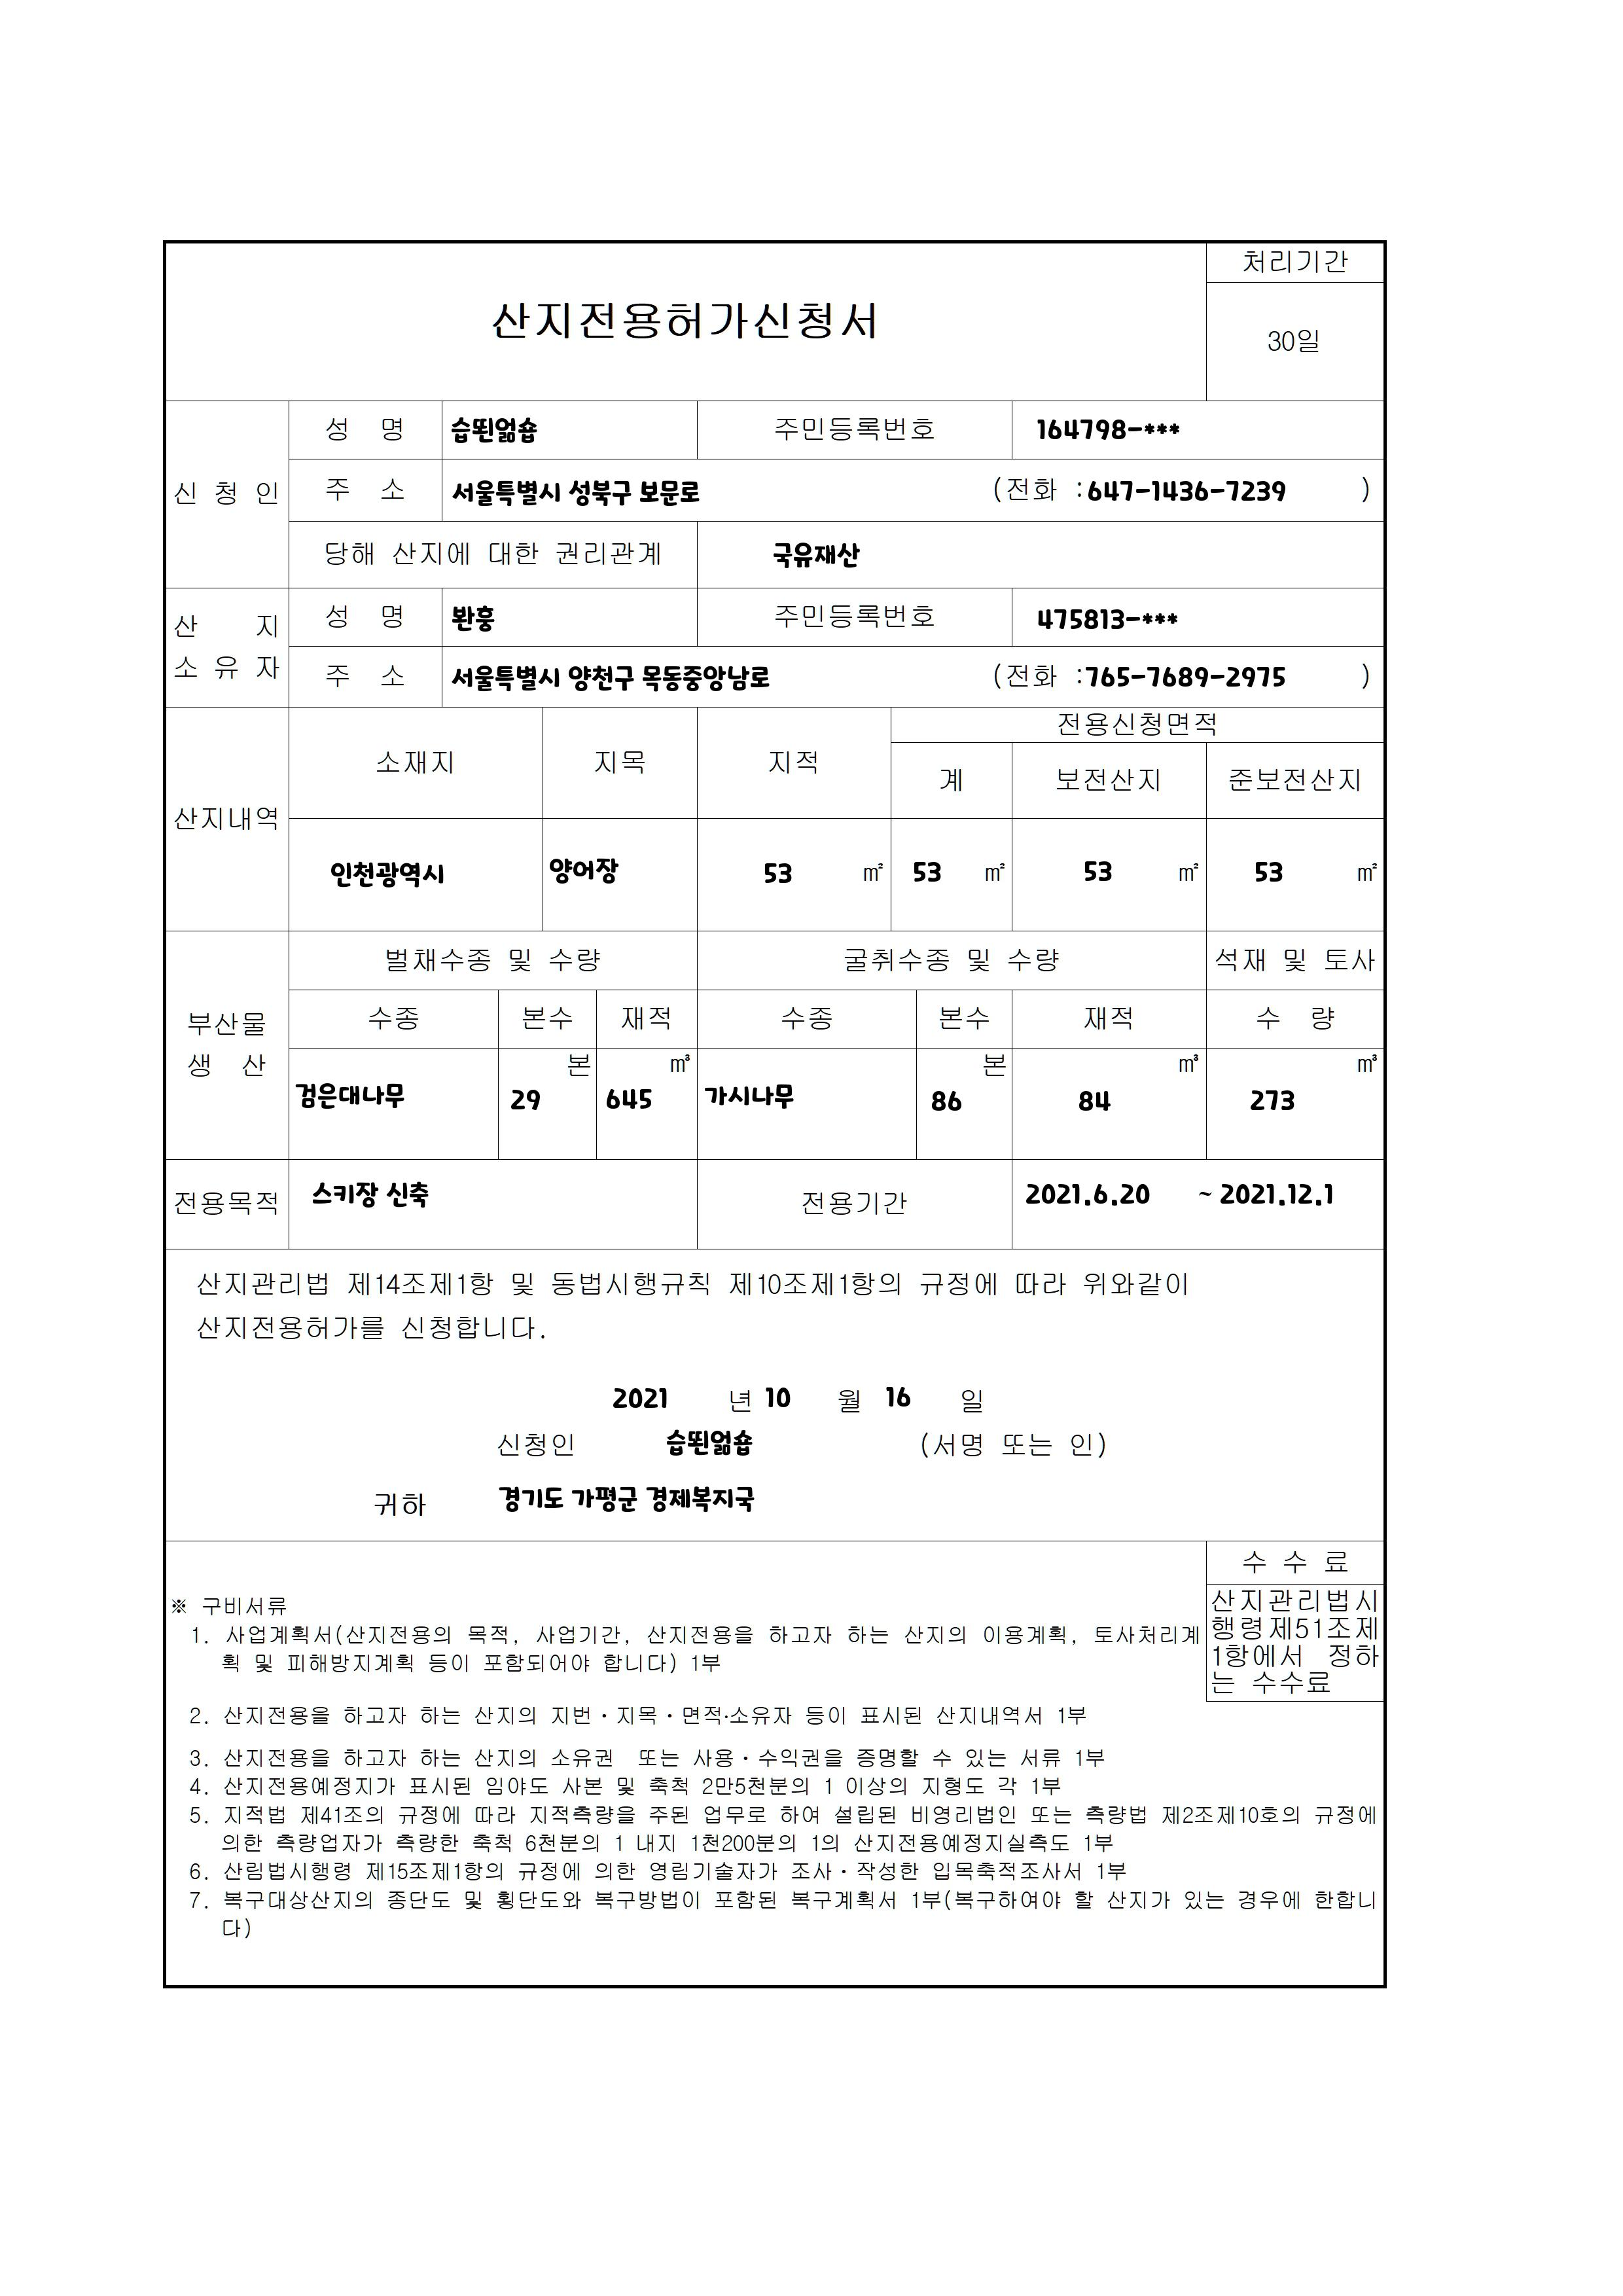 산지전용허가신청서
처리기간
30일
신 청 인
성 명 습뙨얾숍 주민등록번호 164798-***
주 소 서울특별시 성북구 보문로 (전화 :647-1436-7239 )
당해 산지에 대한 권리관계 국유재산
산 지
소 유 자
성 명 봔훙 주민등록번호 475813-***
주 소 서울특별시 양천구 목동중앙남로 (전화 :765-7689-2975 )
산지내역
소재지 지목 지적 전용신청면적
계 보전산지 준보전산지
인천광역시 양어장 53 ㎡ 53 ㎡ 53 ㎡ 53 ㎡
부산물
생 산
벌채수종 및 수량 굴취수종 및 수량 석재 및 토사
수종 본수 재적 수종 본수 재적 수 량
본 ㎥ 본 ㎥ ㎥
검은대나무 29 645 가시나무 86 84 273
전용목적 스키장 신축 전용기간 2021.6.20 ~ 2021.12.1
산지관리법 제14조제1항 및 동법시행규칙 제10조제1항의 규정에 따라 위와같이
산지전용허가를 신청합니다.
2021 년 10 월 16 일
신청인 습뙨얾숍 (서명 또는 인)
귀하 경기도 가평군 경제복지국
수 수 료
산지관리법시
행령제51조제
1항에서 정하
는 수수료
※ 구비서류
1. 사업계획서(산지전용의 목적, 사업기간, 산지전용을 하고자 하는 산지의 이용계획, 토사처리계
획 및 피해방지계획 등이 포함되어야 합니다) 1부
2. 산지전용을 하고자 하는 산지의 지번·지목·면적·소유자 등이 표시된 산지내역서 1부
3. 산지전용을 하고자 하는 산지의 소유권 또는 사용·수익권을 증명할 수 있는 서류 1부
4. 산지전용예정지가 표시된 임야도 사본 및 축척 2만5천분의 1 이상의 지형도 각 1부
5. 지적법 제41조의 규정에 따라 지적측량을 주된 업무로 하여 설립된 비영리법인 또는 측량법 제2조제10호의 규정에
의한 측량업자가 측량한 축척 6천분의 1 내지 1천200분의 1의 산지전용예정지실측도 1부
6. 산림법시행령 제15조제1항의 규정에 의한 영림기술자가 조사·작성한 입목축적조사서 1부
7. 복구대상산지의 종단도 및 횡단도와 복구방법이 포함된 복구계획서 1부(복구하여야 할 산지가 있는 경우에 한합니
다)